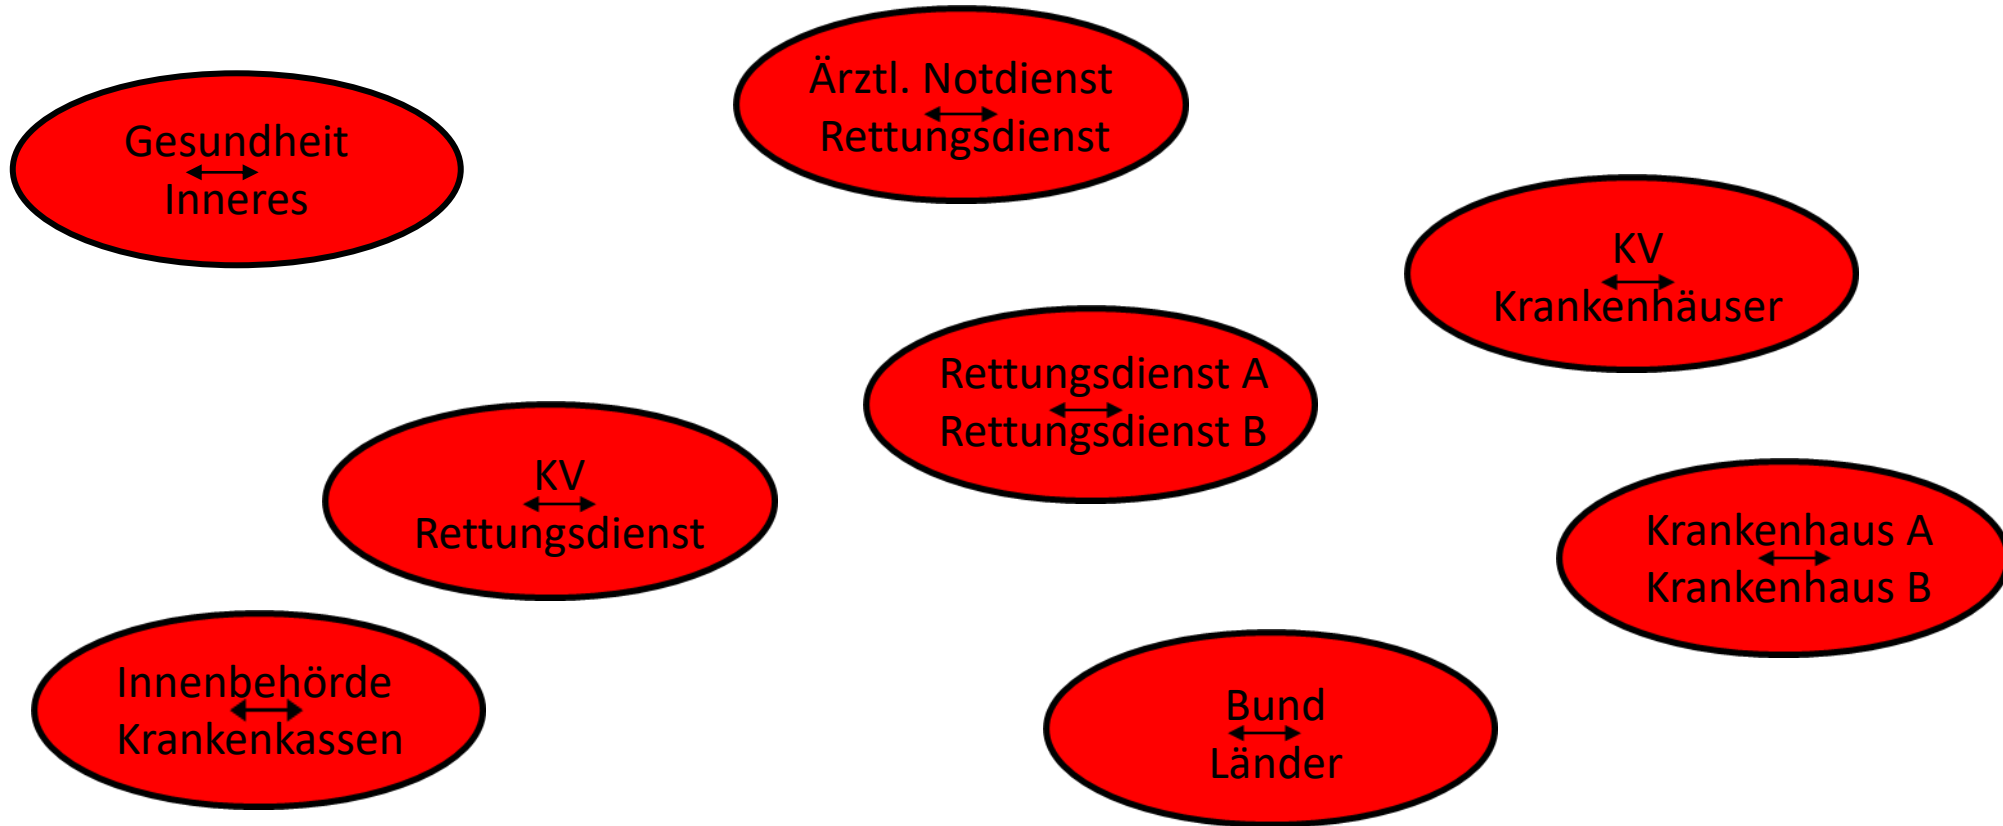 Ärztl. Notdienst
Rettungsdienst
Gesundheit
Inneres
KV
Krankenhäuser
Rettungsdienst A
Rettungsdienst B
KV
Rettungsdienst
Krankenhaus A
Krankenhaus B
Innenbehörde
Krankenkassen
Bund
Länder